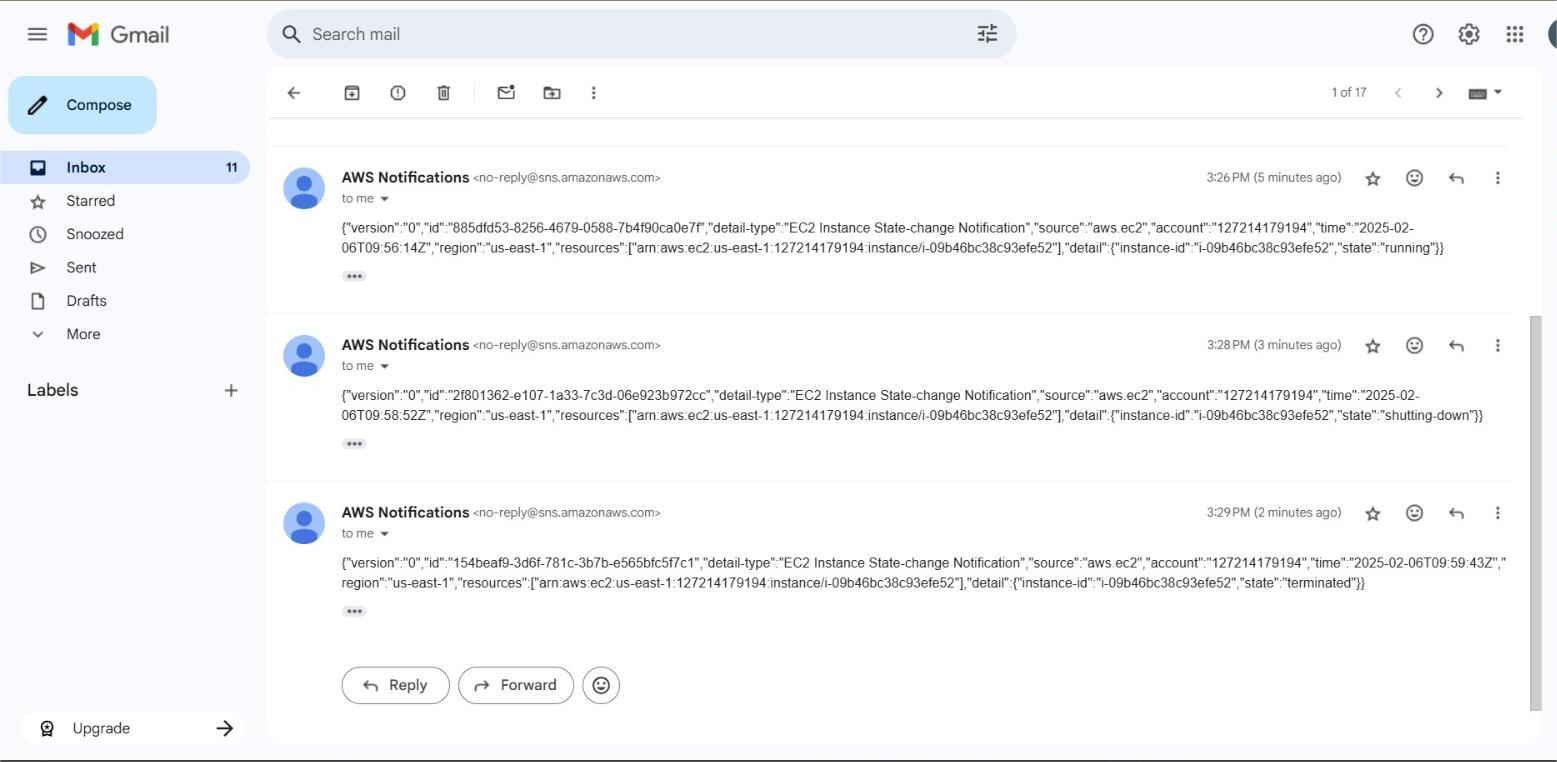 Gmail
Search mail
Compose
1 of 17
Inbox 11
Starred
Snoozed
Sent
Drafts
More
Labels
Upgrade
AWS Notifications <no-reply@sns.amazonaws.com> 3:26 PM (5 minutes ago)
to me
{"version":"0","id":"885dfd53-8256-4679-0588-7b4f90ca0e7f","detail-type":"EC2 Instance State-change Notification","source":"aws.ec2","account":"127214179194","time":"2025-02-
06T09:56:14Z","region":"us-east-1","resources":["arn:aws:ec2:us-east-1:127214179194:instance/i-09b46bc38c93efe52"],"detail":{"instance-id":"i-09b46bc38c93efe52","state":"running"}}
AWS Notifications <no-reply@sns.amazonaws.com> 3:28 PM (3 minutes ago)
to me
{"version":"0","id":"2f801362-e107-1a33-7c3d-06e923b972cc","detail-type":"EC2 Instance State-change Notification","source":"aws.ec2","account":"127214179194","time":"2025-02-
06T09:58:52Z","region":"us-east-1","resources":["arn:aws:ec2:us-east-1:127214179194:instance/i-09b46bc38c93efe52"],"detail":{"instance-id":"i-09b46bc38c93efe52","state":"shutting-down"}}
AWS Notifications <no-reply@sns.amazonaws.com> 3:29 PM (2 minutes ago)
to me
{"version":"0","id":"154beaf9-3d6f-781c-3b7b-e565bfc5f7c1","detail-type":"EC2 Instance State-change Notification","source":"aws.ec2","account":"127214179194","time":"2025-02-06T09:59:43Z","
region":"us-east-1","resources":["arn:aws:ec2:us-east-1:127214179194:instance/i-09b46bc38c93efe52"],"detail":{"instance-id":"i-09b46bc38c93efe52","state":"terminated"}}
Reply Forward